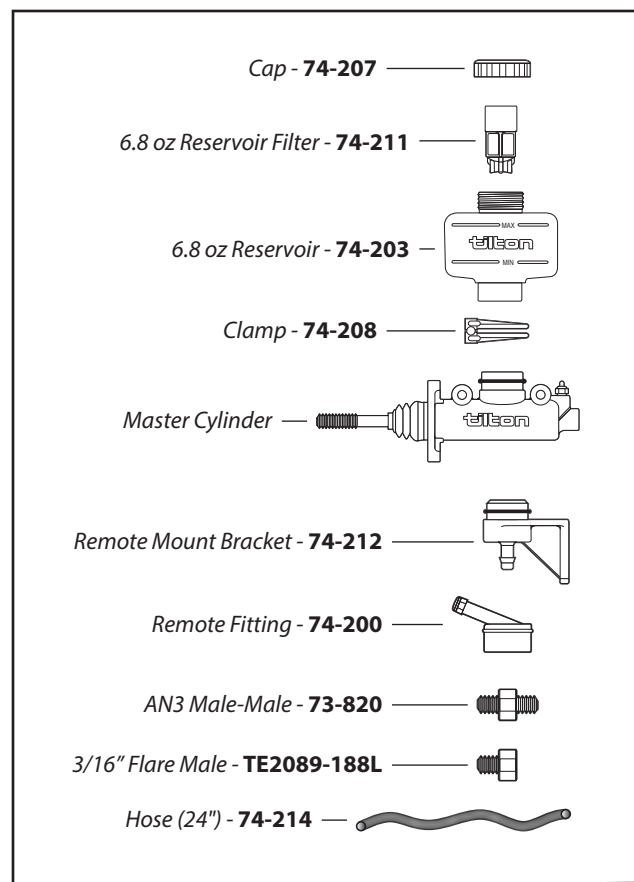 Cap - 74-207
6.8 oz Reservoir Filter - 74-211
MAX
tilton
6.8 oz Reservoir - 74-203
MIN
Clamp - 74-208
Master Cylinder
tilton
Remote Mount Bracket - 74-212
Remote Fitting - 74-200
AN3 Male-Male - 73-820
3/16” Flare Male - TE2089-188L
Hose (24") - 74-214